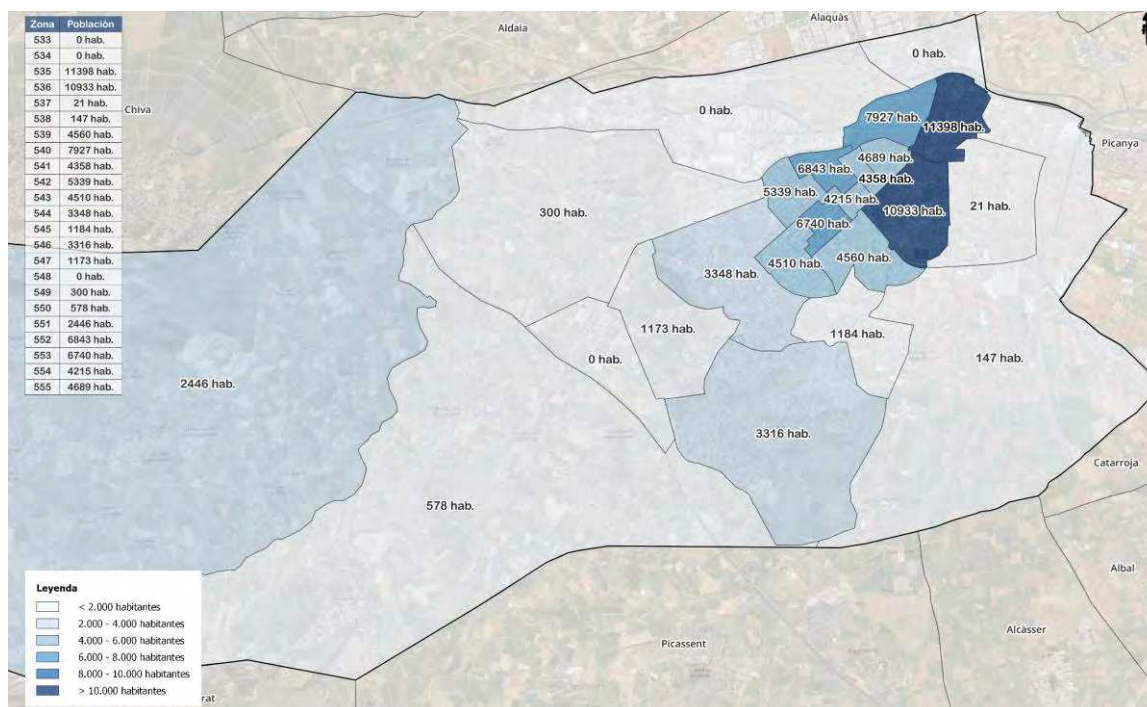 Zona Población
533 0 hab.
534 0 hab.
535 11398 hab.
536 10933 hab.
537 21 hab.
538 147 hab.
539 4560 hab.
540 7927 hab.
541 4358 hab.
542 5339 hab.
543 4510 hab.
544 3348 hab.
545 1184 hab.
546 3316 hab.
547 1173 hab.
548 0 hab.
549 300 hab.
550 578 hab.
551 2446 hab.
552 6843 hab.
553 6740 hab.
554 4215 hab.
555 4689 hab.
Alaquàs
Aldaia
0 hab.
Chiva
0 hab.
7927 hab.
11398 hab.
Picanya
4689 hab.
6843 hab.
4358 hab.
5339 hab.
4215 hab.
21 hab.
300 hab.
10933 hab.
6740 hab.
4560 hab.
4510 hab.
3348 hab.
1173 hab.
1184 hab.
0 hab.
147 hab.
2446 hab.
3316 hab.
Catarroja
578 hab.
Albal
Alcàsser
Picassent
rat
Leyenda
< 2.000 habitantes
2.000 - 4.000 habitantes
4.000 - 6.000 habitantes
6.000 - 8.000 habitantes
8.000 - 10.000 habitantes
> 10.000 habitantes